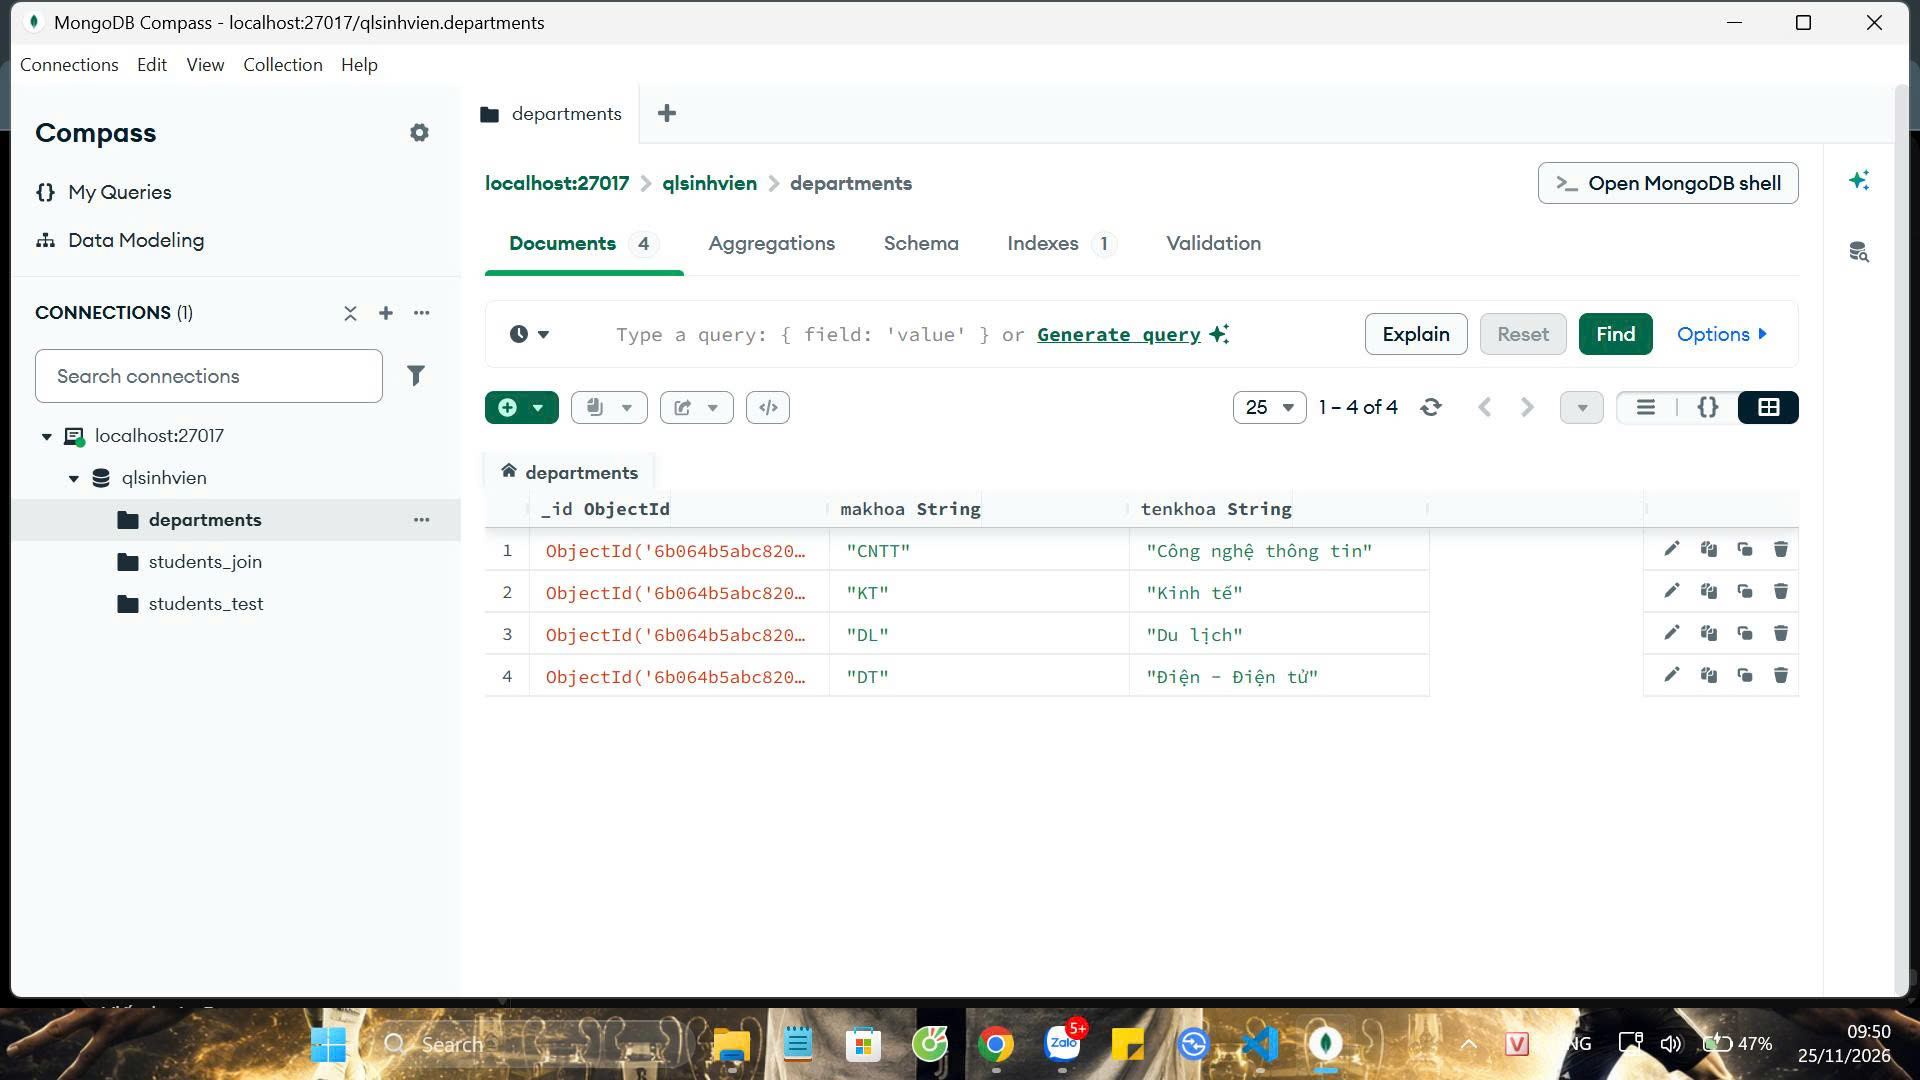 MongoDB Compass - localhost:27017/qlsinhvien.departments
Connections Edit View Collection Help
Compass
My Queries
Data Modeling
CONNECTIONS (1)
Search connections
localhost:27017
qlsinhvien
departments
students_join
students_test
departments
localhost:27017 qlsinhvien departments
Open MongoDB shell
Documents 4 Aggregations Schema Indexes 1 Validation
Type a query: { field: 'value' } or Generate query
Explain Reset Find Options
25 1 – 4 of 4
departments
_id ObjectId makhoa String tenkhoa String
1 ObjectId('6b064b5abc820… "CNTT" "Công nghệ thông tin"
2 ObjectId('6b064b5abc820… "KT" "Kinh tế"
3 ObjectId('6b064b5abc820… "DL" "Du lịch"
4 ObjectId('6b064b5abc820… "DT" "Điện - Điện tử"
Search
Zalo 5+
47%
09:50
25/11/2026